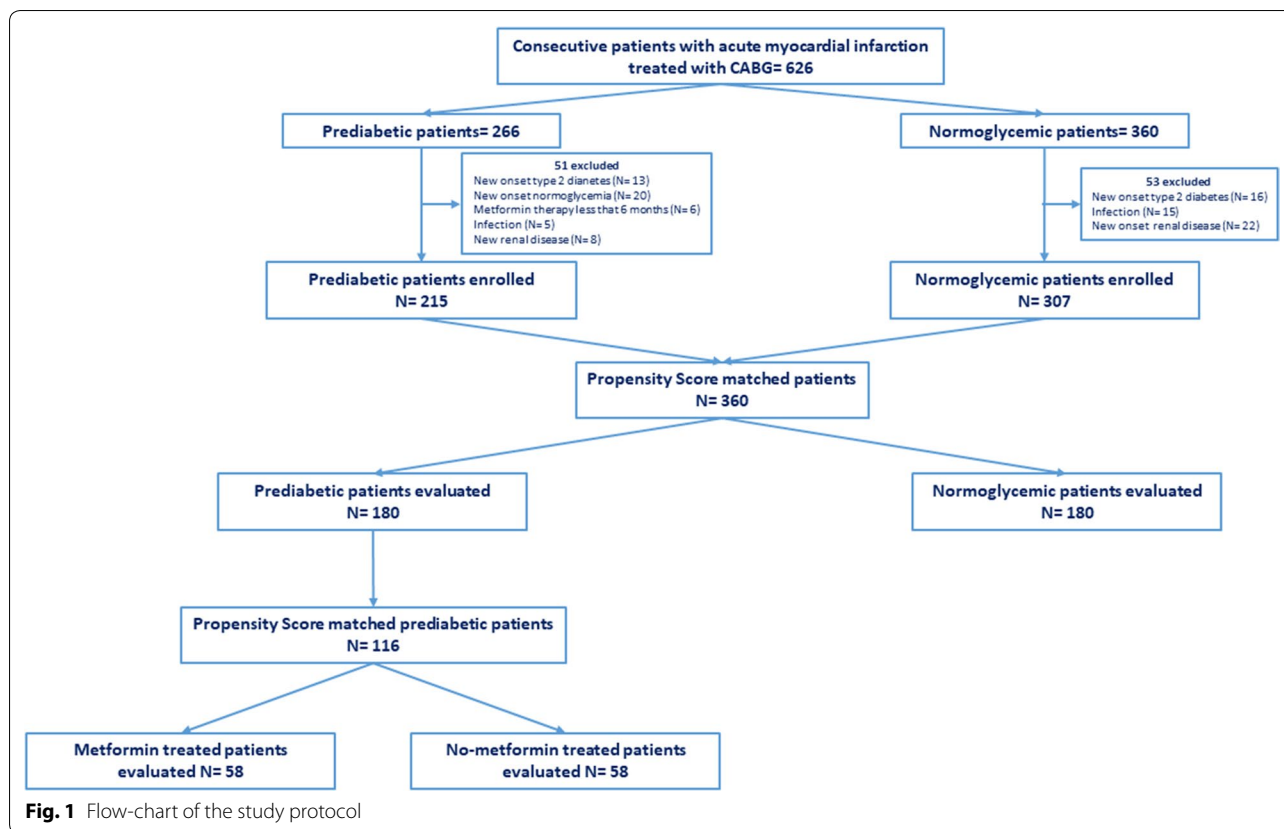 Consecutive patients with acute myocardial infarction
treated with CABG= 626
Prediabetic patients= 266
Normoglycemic patients= 360
51 excluded
New onset type 2 dianetes (N= 13)
New onset normoglycemia (N= 20)
Metformin therapy less that 6 months (N= 6)
Infection (N= 5)
New renal disease (N= 8)
53 excluded
New onset type 2 diabetes (N= 16)
Infection (N= 15)
New onset renal disease (N= 22)
Prediabetic patients enrolled
N= 215
Normoglycemic patients enrolled
N= 307
Propensity Score matched patients
N= 360
Prediabetic patients evaluated
N= 180
Normoglycemic patients evaluated
N= 180
Propensity Score matched prediabetic patients
N= 116
Metformin treated patients
evaluated N= 58
No-metformin treated patients
evaluated N= 58
Fig. 1 Flow-chart of the study protocol